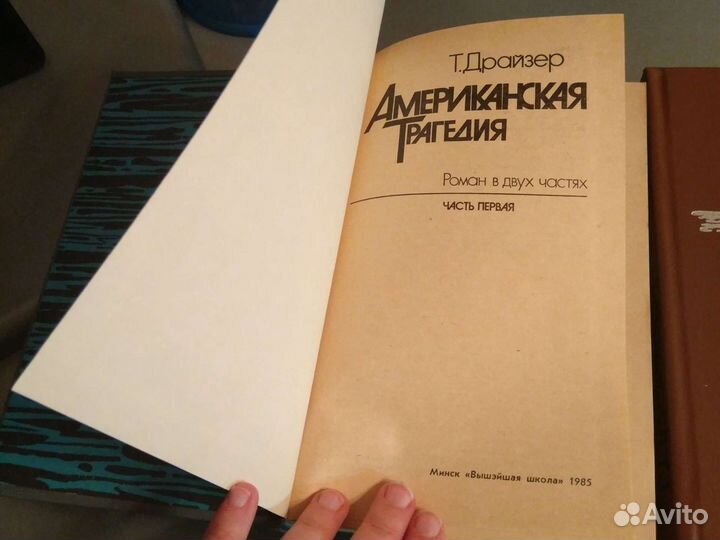 Т. Драйзер
Американская
Трагедия
Роман в двух частях
ЧАСТЬ ПЕРВАЯ
Минск «Вышэйшая школа» 1985
Avito